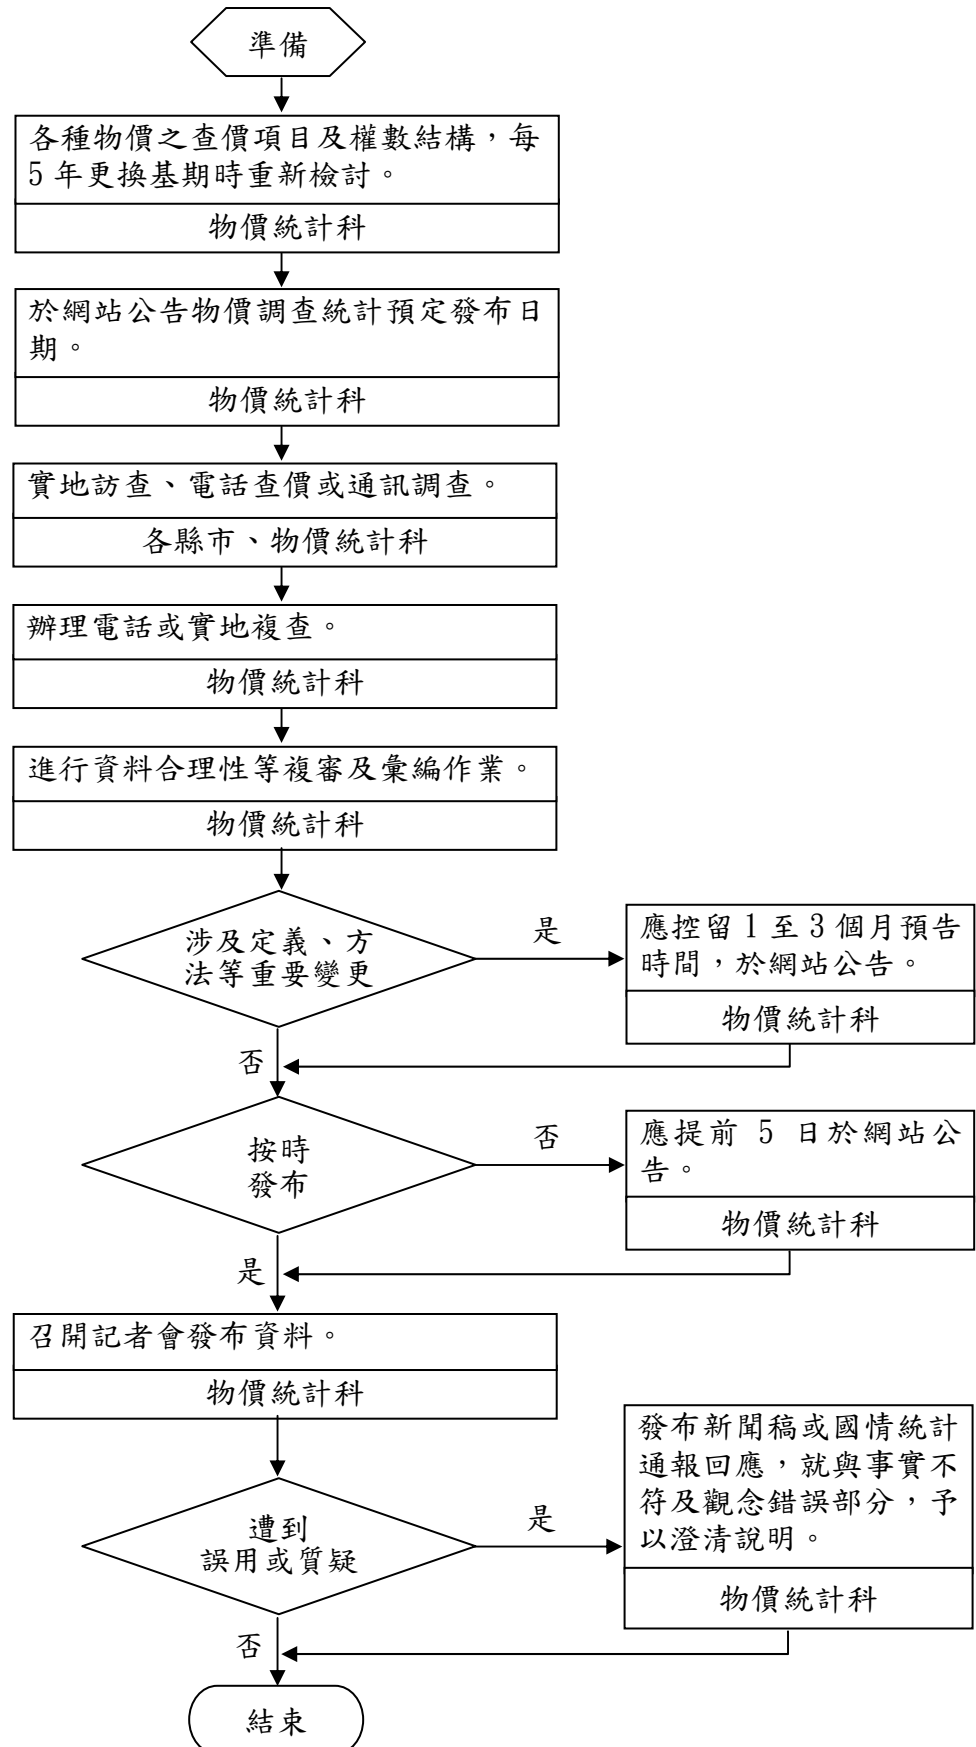 準備
各種物價之查價項目及權數結構，每
5 年更換基期時重新檢討。
物價統計科
於網站公告物價調查統計預定發布日
期。
物價統計科
實地訪查、電話查價或通訊調查。
各縣市、物價統計科
辦理電話或實地複查。
物價統計科
進行資料合理性等複審及彙編作業。
物價統計科
涉及定義、方
法等重要變更
是
應控留 1 至 3 個月預告
時間，於網站公告。
物價統計科
否
按時
發布
否
應提前 5 日於網站公
告。
物價統計科
是
召開記者會發布資料。
物價統計科
遭到
誤用或質疑
是
發布新聞稿或國情統計
通報回應，就與事實不
符及觀念錯誤部分，予
以澄清說明。
物價統計科
否
結束